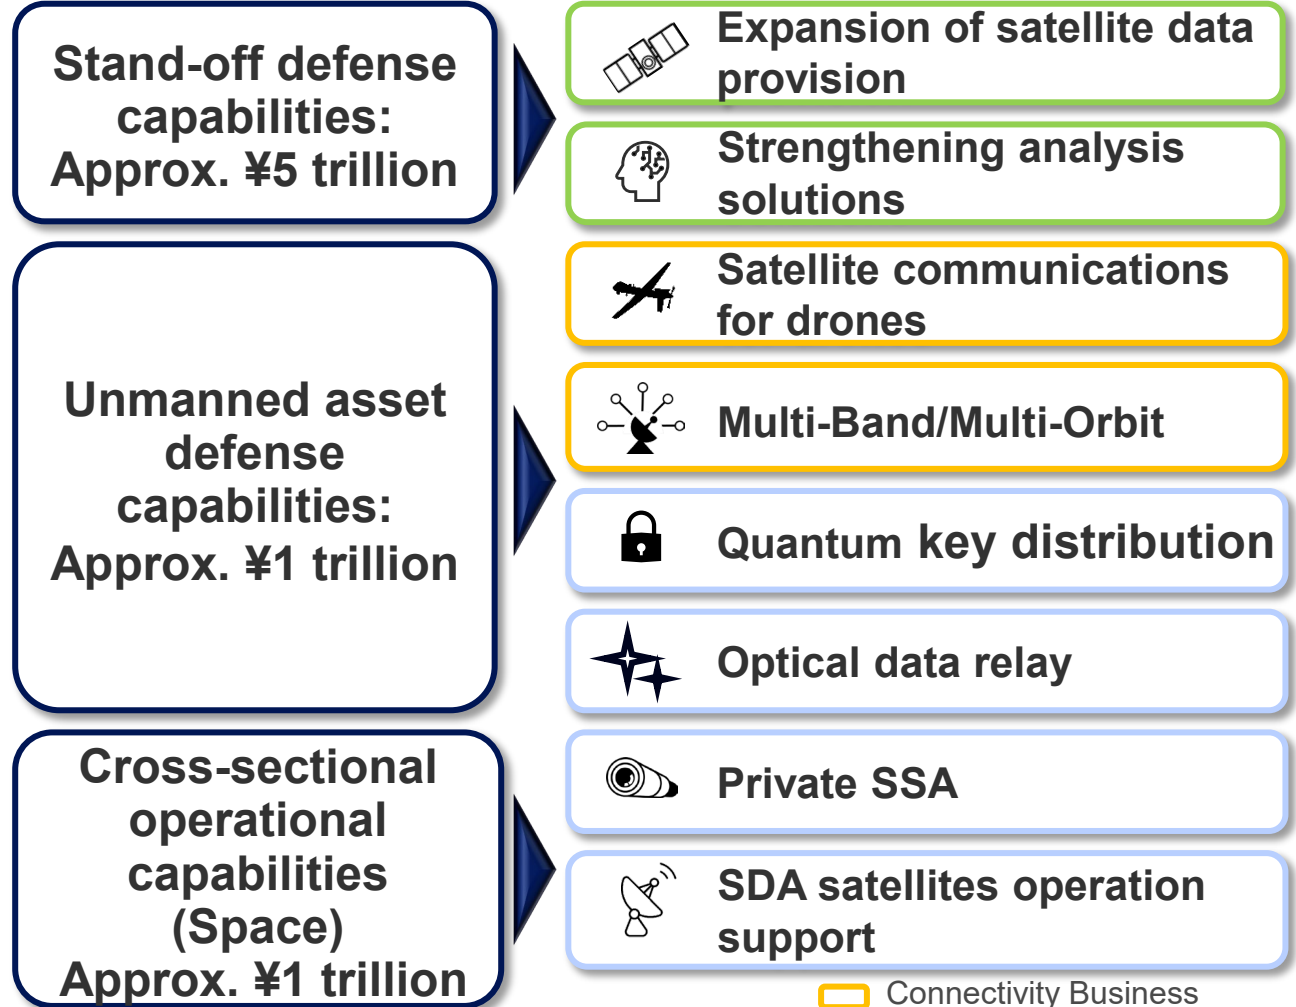 Stand-off defense
capabilities:
Approx. ¥5 trillion
Expansion of satellite data
provision
Strengthening analysis
solutions
Unmanned asset
defense
capabilities:
Approx. ¥1 trillion
Satellite communications
for drones
Multi-Band/Multi-Orbit
Quantum key distribution
Optical data relay
Cross-sectional
operational
capabilities
(Space)
Approx. ¥1 trillion
Private SSA
SDA satellites operation
support
Connectivity Business